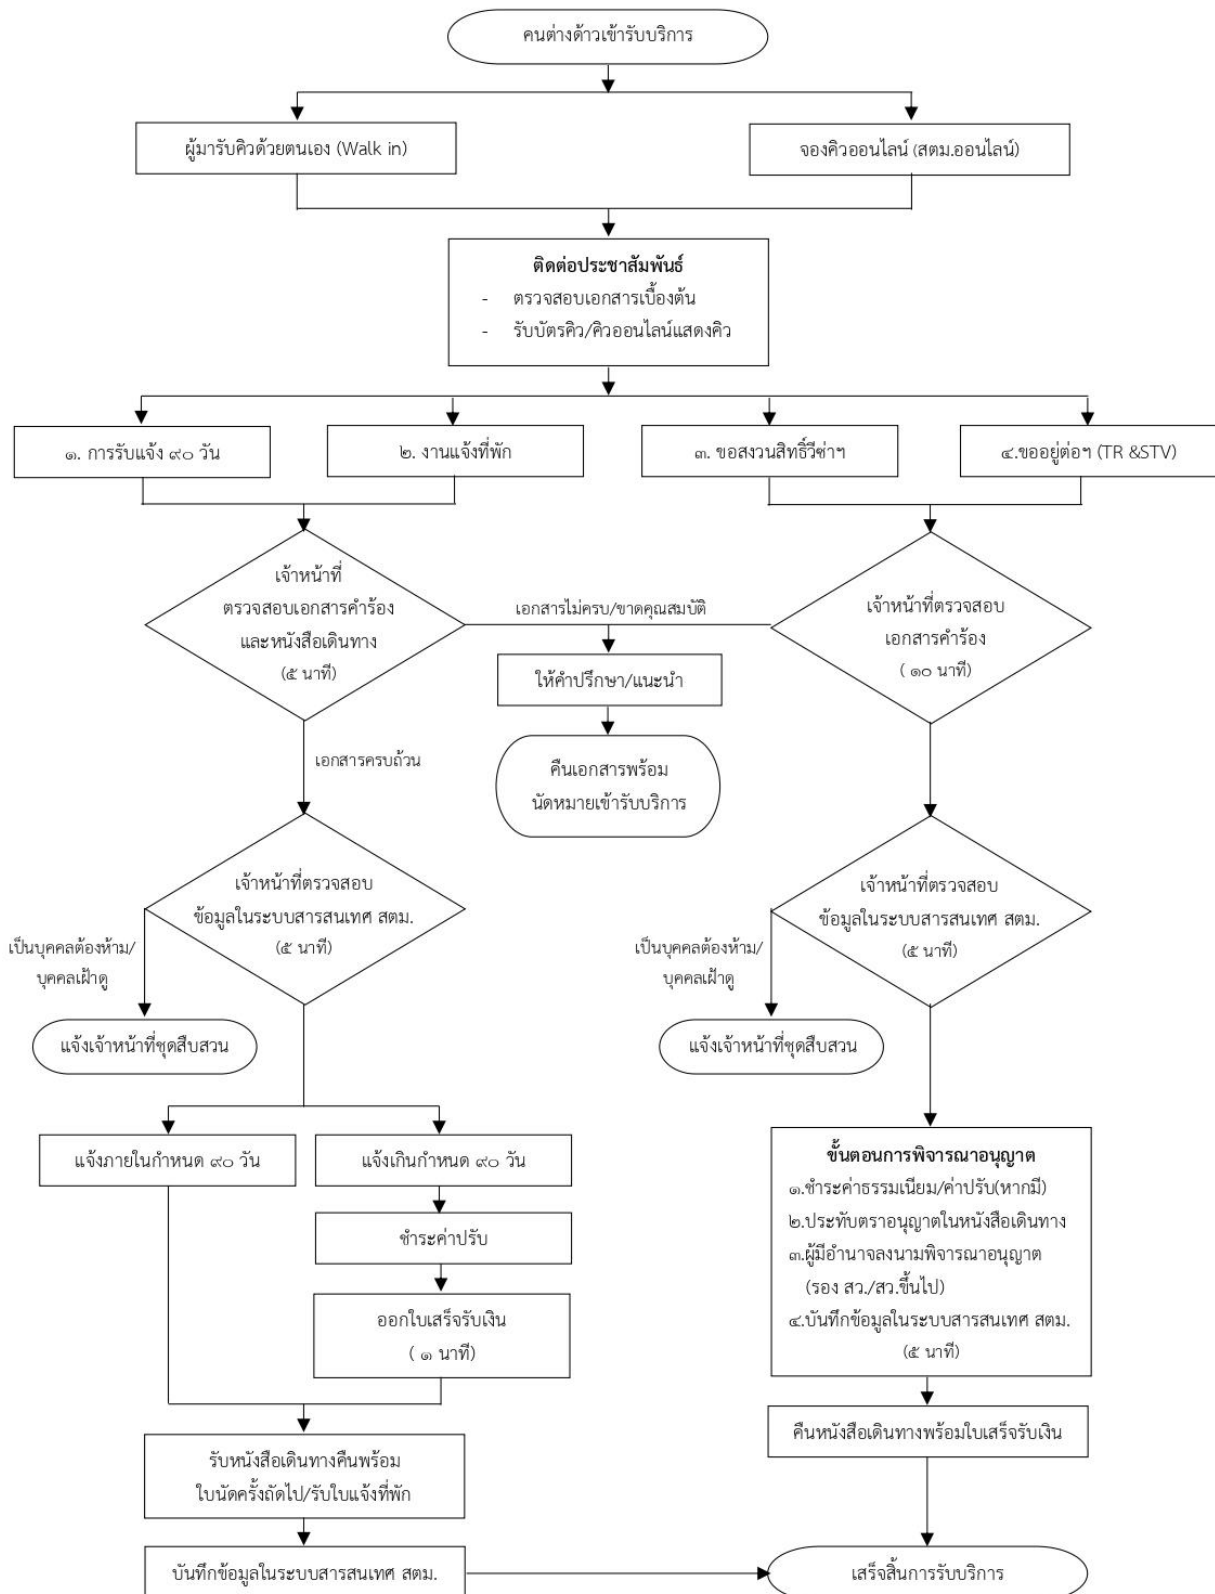 คนต่างด้าวเข้ารับบริการ
ผู้มารับคิวด้วยตนเอง (Walk in)
จองคิวออนไลน์ (สตม.ออนไลน์)
ติดต่อประชาสัมพันธ์
- ตรวจสอบเอกสารเบื้องต้น
- รับบัตรคิว/คิวออนไลน์แสดงคิว
๑. การรับแจ้ง ๙๐ วัน
๒. งานแจ้งที่พัก
๓. ขอสงวนสิทธิ์วีซ่าฯ
๔.ขออยู่ต่อฯ (TR &STV)
เจ้าหน้าที่
ตรวจสอบเอกสารคำร้อง
และหนังสือเดินทาง
(๕ นาที)
เอกสารไม่ครบ/ขาดคุณสมบัติ
เจ้าหน้าที่ตรวจสอบ
เอกสารคำร้อง
( ๑๐ นาที)
ให้คำปรึกษา/แนะนำ
คืนเอกสารพร้อม
นัดหมายเข้ารับบริการ
เอกสารครบถ้วน
เจ้าหน้าที่ตรวจสอบ
ข้อมูลในระบบสารสนเทศ สตม.
(๕ นาที)
เป็นบุคคลต้องห้าม/
บุคคลเฝ้าดู
แจ้งเจ้าหน้าที่ชุดสืบสวน
เจ้าหน้าที่ตรวจสอบ
ข้อมูลในระบบสารสนเทศ สตม.
(๕ นาที)
เป็นบุคคลต้องห้าม/
บุคคลเฝ้าดู
แจ้งเจ้าหน้าที่ชุดสืบสวน
แจ้งภายในกำหนด ๙๐ วัน
แจ้งเกินกำหนด ๙๐ วัน
ชำระค่าปรับ
ออกใบเสร็จรับเงิน
( ๑ นาที)
ขั้นตอนการพิจารณาอนุญาต
๑.ชำระค่าธรรมเนียม/ค่าปรับ(หากมี)
๒.ประทับตราอนุญาตในหนังสือเดินทาง
๓.ผู้มีอำนาจลงนามพิจารณาอนุญาต
(รอง สว./สว.ขึ้นไป)
๔.บันทึกข้อมูลในระบบสารสนเทศ สตม.
(๕ นาที)
คืนหนังสือเดินทางพร้อมใบเสร็จรับเงิน
รับหนังสือเดินทางคืนพร้อม
ใบนัดครั้งถัดไป/รับใบแจ้งที่พัก
บันทึกข้อมูลในระบบสารสนเทศ สตม.
เสร็จสิ้นการรับบริการ